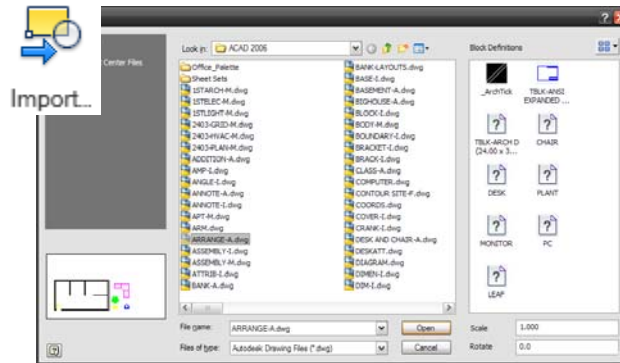 Import...
Center Files
Look in: ACAD 2006
Office_Palette
Sheet Sets
1STARCH-M.dwg
1STELEC-M.dwg
1STLIGHT-M.dwg
2403-GRID-M.dwg
2403-HVAC-M.dwg
2403-PLAN-M.dwg
ADDITION-A.dwg
AMP-I.dwg
ANGLE-I.dwg
ANNOTE-A.dwg
ANNOTE-I.dwg
APT-M.dwg
ARM.dwg
ARRANGE-A.dwg
ASSEMBLY-I.dwg
ASSEMBLY-M.dwg
ATTRIB-I.dwg
BANK-A.dwg
BANK-LAYOUTS.dwg
BASE-I.dwg
BASEMENT-A.dwg
BIGHOUSE-A.dwg
BLOCK-I.dwg
BODY-M.dwg
BOUNDARY-I.dwg
BRACKET-I.dwg
BRACK-I.dwg
CLASS-A.dwg
COMPUTER.dwg
CONTOUR SITE-F.dwg
COORDS.dwg
COVER-I.dwg
CRANK-I.dwg
DESK AND CHAIR-A.dwg
DESKATT.dwg
DIAGRAM.dwg
DIMEN-I.dwg
DIM-I.dwg
File name: ARRANGE-A.dwg Open
Files of type: Autodesk Drawing Files (*.dwg) Cancel
Block Definitions
_ArchTick
TBLK-ANSI
EXPANDED ...
TBLK-ARCH D
(24.00 x 3...
CHAIR
DESK
PLANT
MONITOR
PC
LEAF
Scale 1.000
Rotate 0.0